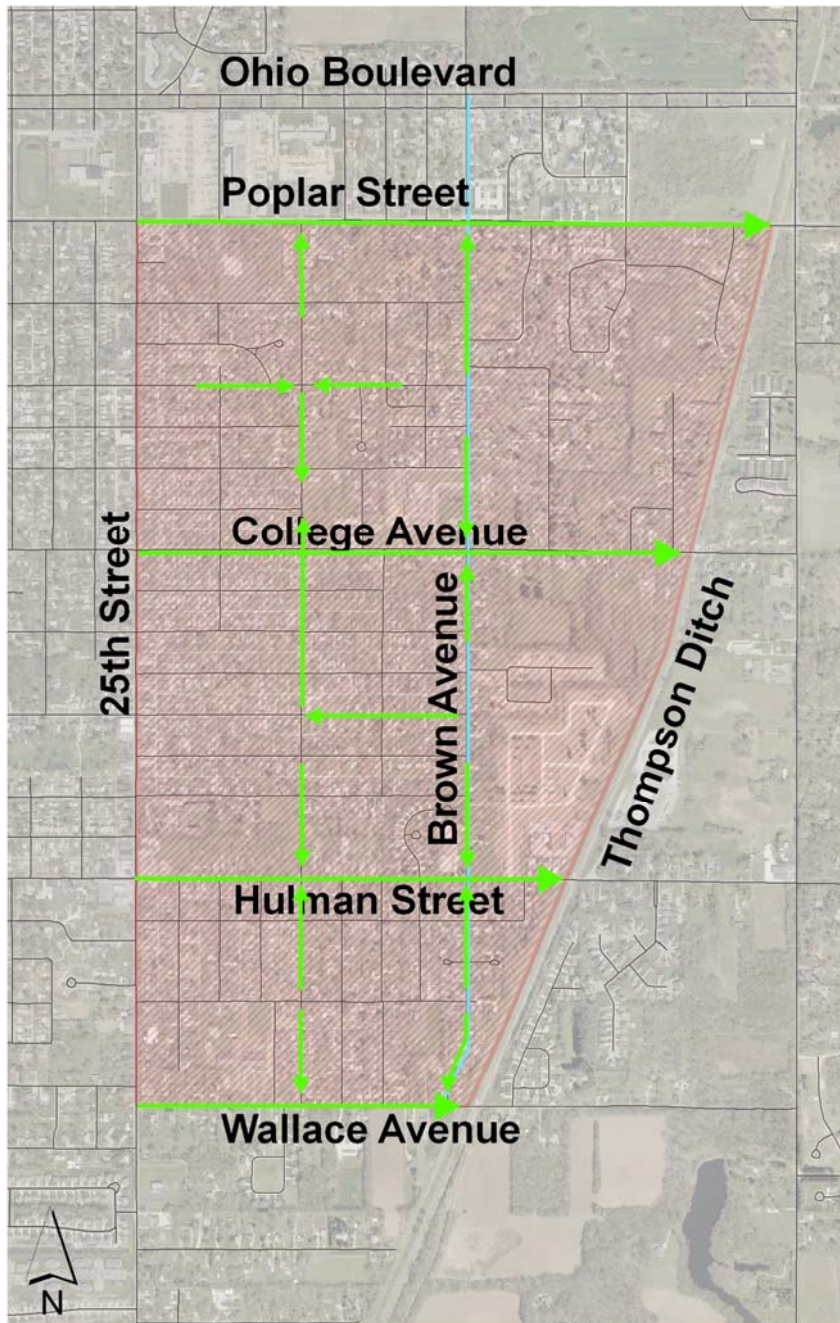 Ohio Boulevard
Poplar Street
College Avenue
25th Street
Brown Avenue
Thompson Ditch
Hulman Street
Wallace Avenue
N